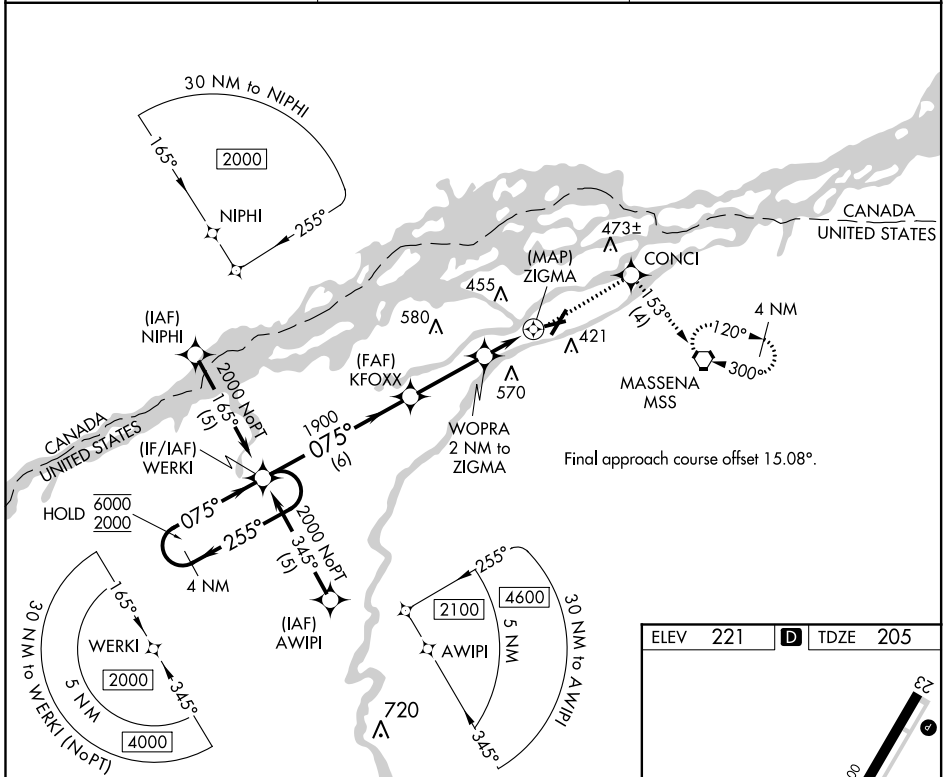 30 NM to NIPHI
165°
2000
NIPHI
255°
CANADA
UNITED STATES
473±
(MAP)
ZIGMA
CONCI
455
153°
(4)
4 NM
580
120°
421
300°
(IAF)
NIPHI
(FAF)
KFOXX
MASSENA
MSS
2000 NoPT
165°
(5)
570
WOPRA
2 NM to
ZIGMA
1900
075°
(6)
CANADA
UNITED STATES
(IF/IAF)
WERKI
Final approach course offset 15.08°.
HOLD
6000
2000
075°
255°
2000 NoPT
345°
(5)
4 NM
(IAF)
AWIPI
165°
WERKI
2000
5 NM
4000
345°
30 NM to WERKI (NoPT)
255°
2100
4600
5 NM
AWIPI
345°
30 NM to AWIPI
720
ELEV 221
D
TDZE 205
23
P